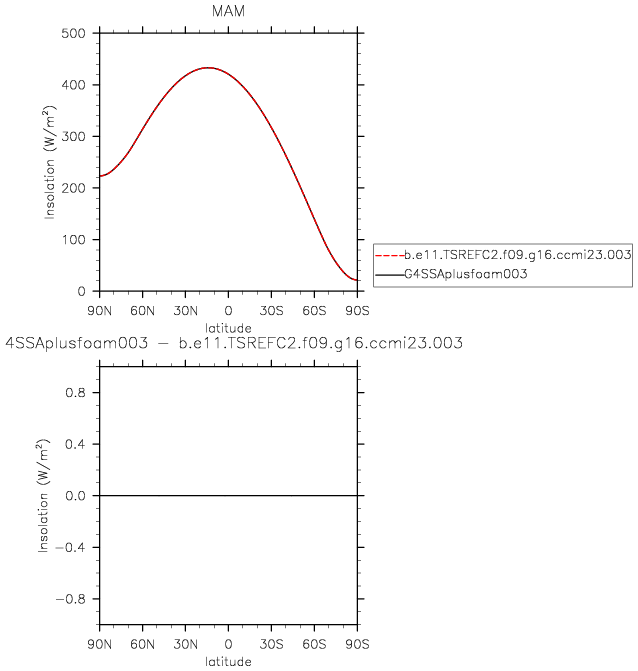 MAM
500
400
300
200
100
0
Insolation (W/m²)
90N 60N 30N 0 30S 60S 90S
latitude
b.e11.TSREFC2.f09.g16.ccmi23.003
G4SSAplusfoam003
4SSAplusfoam003 − b.e11.TSREFC2.f09.g16.ccmi23.003
0.8
0.4
0.0
−0.4
−0.8
Insolation (W/m²)
90N 60N 30N 0 30S 60S 90S
latitude